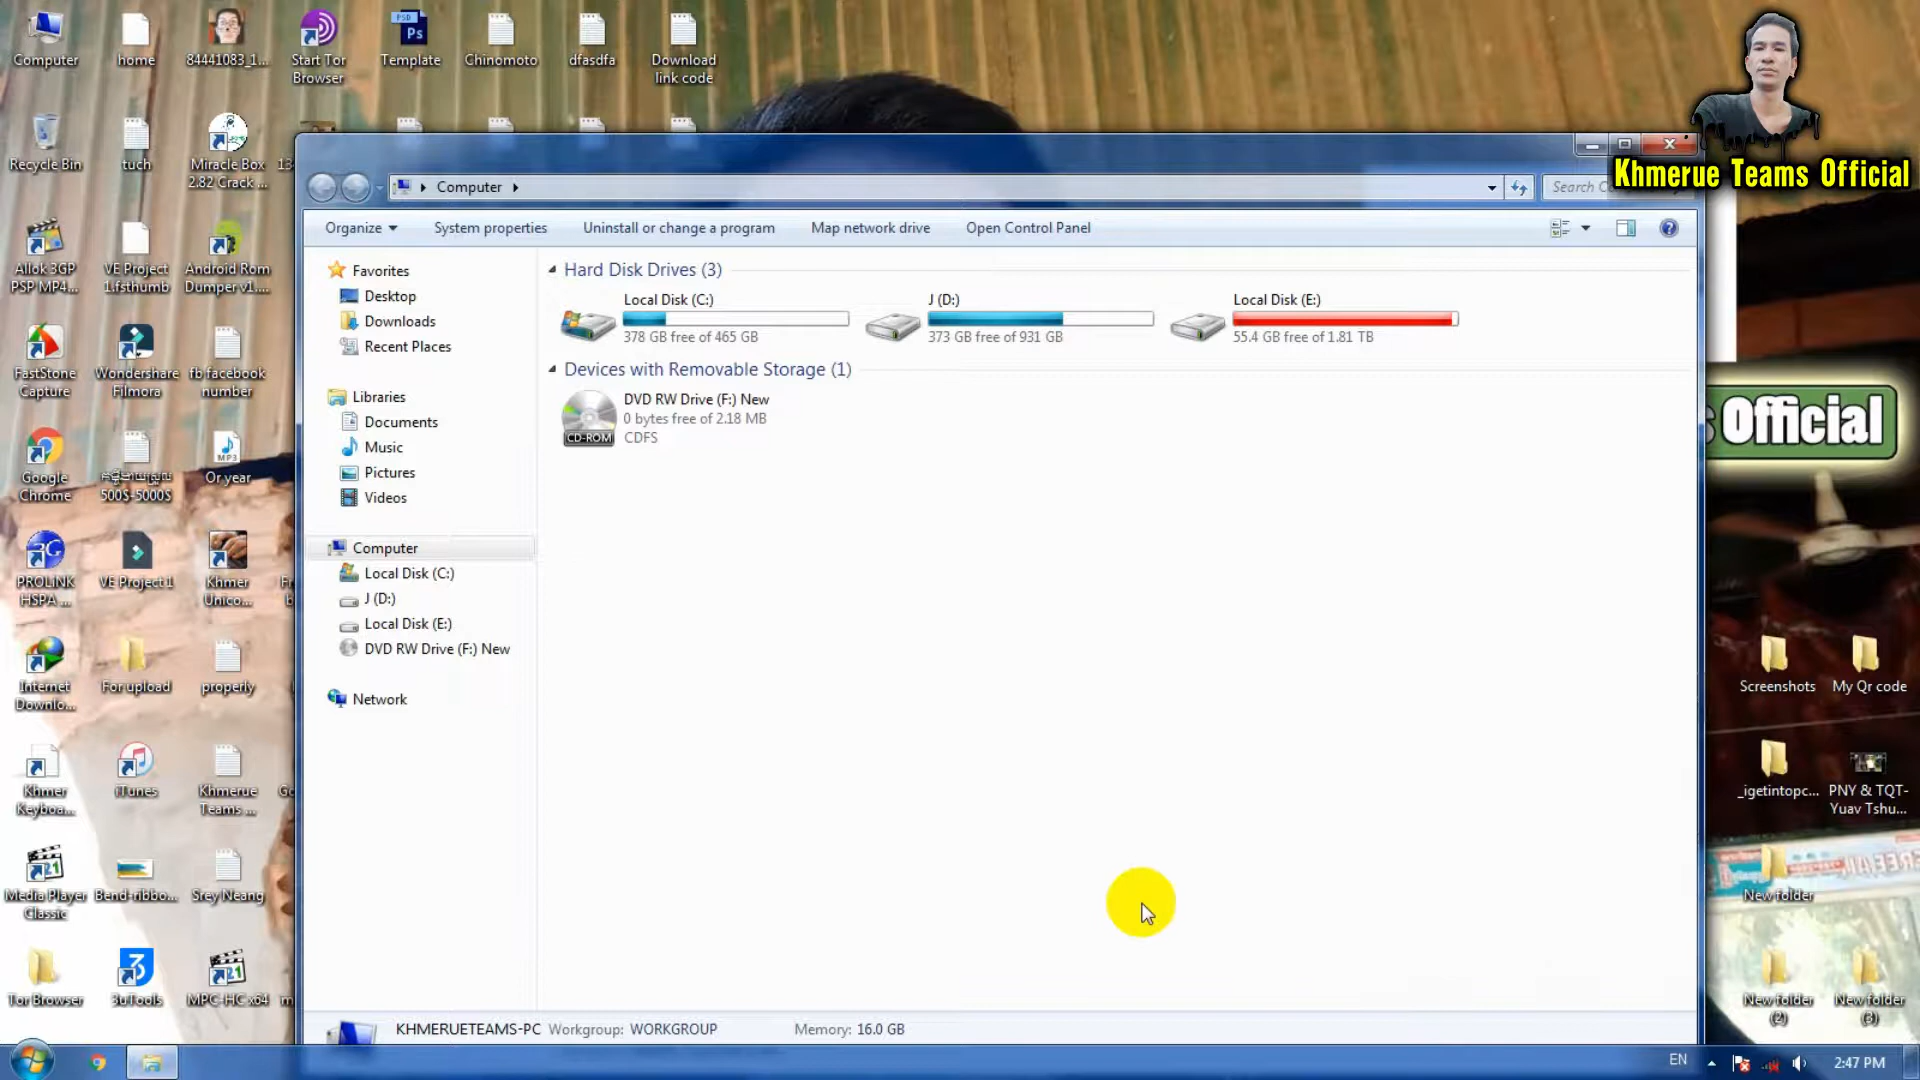 Computer
home
84441083_1...
Start Tor
Browser
PSD
Ps
Template
Chinomoto
dfasdfa
Download
link code
Recycle Bin
tuch
Miracle Box
2.82 Crack ...
Khmerue Teams Official
Computer
Search Co
Organize
System properties
Uninstall or change a program
Map network drive
Open Control Panel
Allok 3GP
PSP MP4...
VE Project
1.fsthumb
Android Rom
Dumper v1....
Favorites
Desktop
Downloads
Recent Places
Libraries
Documents
Music
Pictures
Videos
Computer
Local Disk (C:)
J (D:)
Local Disk (E:)
DVD RW Drive (F:) New
Network
Hard Disk Drives (3)
Local Disk (C:)
378 GB free of 465 GB
J (D:)
373 GB free of 931 GB
Local Disk (E:)
55.4 GB free of 1.81 TB
Devices with Removable Storage (1)
DVD RW Drive (F:) New
0 bytes free of 2.18 MB
CDFS
CD-ROM
FastStone
Capture
Wondershare
Filmora
fb facebook
number
Google
Chrome
500$-5000$
MP3
Or year
s Official
PROLiNK
HSPA ...
VE Project 1
Khmer
Unico...
Internet
Downlo...
For upload
properly
Screenshots
My Qr code
Khmer
Keyboa...
iTunes
Khmerue
Teams ...
_igetintopc...
PNY & TQT-
Yuav Tshu...
Media Player
Classic
Bend-ribbo...
Srey Neang
New folder
Tor Browser
3uTools
MPC-HC x64
New folder
(2)
New folder
(3)
KHMERUETEAMS-PC
Workgroup: WORKGROUP
Memory: 16.0 GB
EN
2:47 PM